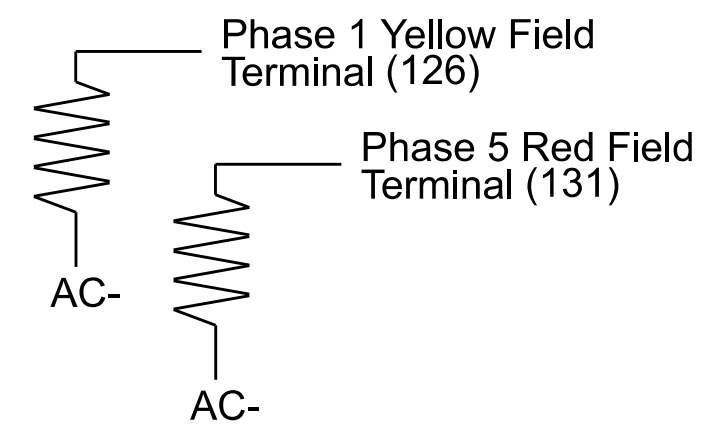 Phase 1 Yellow Field
Terminal (126)
Phase 5 Red Field
Terminal (131)
AC-
AC-